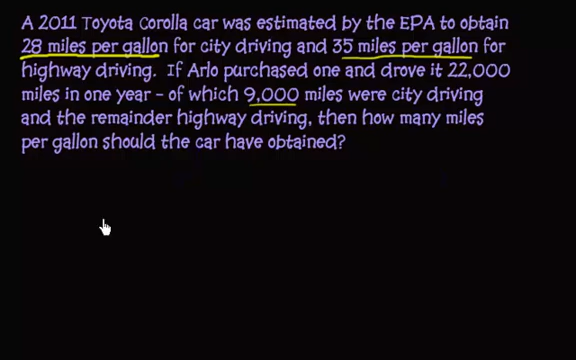 A 2011 Toyota Corolla car was estimated by the EPA to obtain
28 miles per gallon for city driving and 35 miles per gallon for
highway driving. If Arlo purchased one and drove it 22,000
miles in one year - of which 9,000 miles were city driving
and the remainder highway driving, then how many miles
per gallon should the car have obtained?